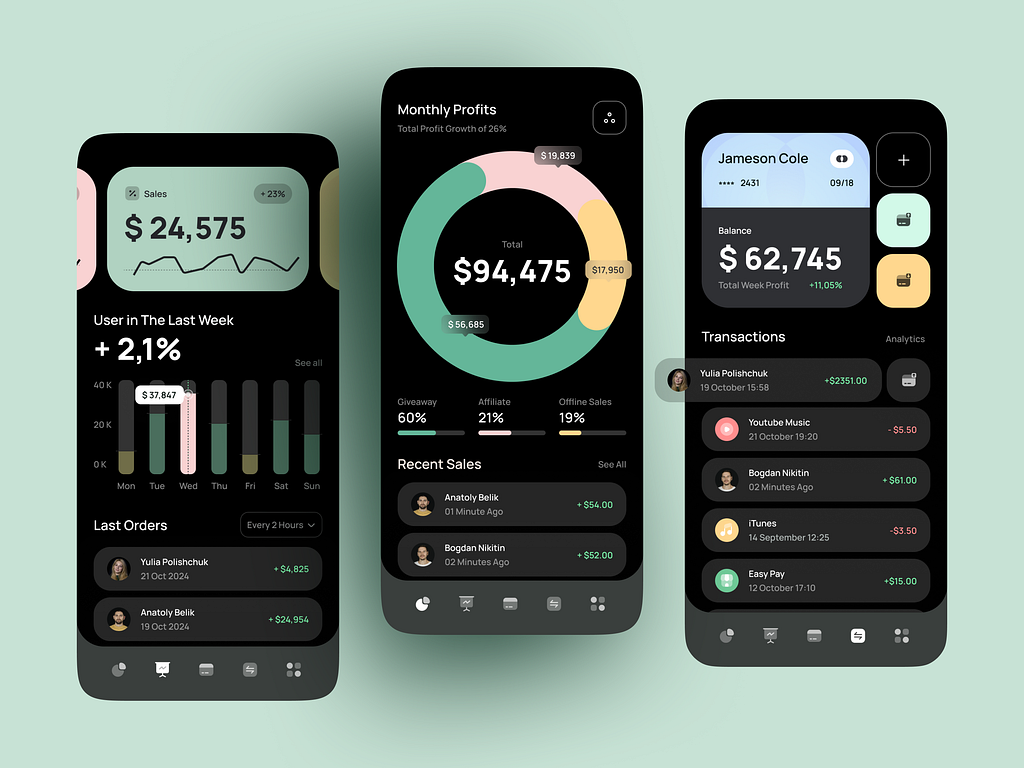 Sales
+ 23%
$ 24,575
User in The Last Week
+ 2,1%
See all
40 K
20 K
0 K
$ 37,847
Mon Tue Wed Thu Fri Sat Sun
Last Orders
Every 2 Hours
Yulia Polishchuk
21 Oct 2024
+ $4,825
Anatoly Belik
19 Oct 2024
+ $24,954
Monthly Profits
Total Profit Growth of 26%
$ 19,839
Total
$94,475
$17,950
$ 56,685
Giveaway Affiliate Offline Sales
60% 21% 19%
Recent Sales
See All
Anatoly Belik
01 Minute Ago
+ $54.00
Bogdan Nikitin
02 Minutes Ago
+ $52.00
Jameson Cole
**** 2431
09/18
Balance
$ 62,745
Total Week Profit +11,05%
Transactions
Analytics
Yulia Polishchuk
19 October 15:58
+$2351.00
Youtube Music
21 October 19:20
- $5.50
Bogdan Nikitin
02 Minutes Ago
+ $61.00
iTunes
14 September 12:25
-$3.50
Easy Pay
12 October 17:10
+$15.00